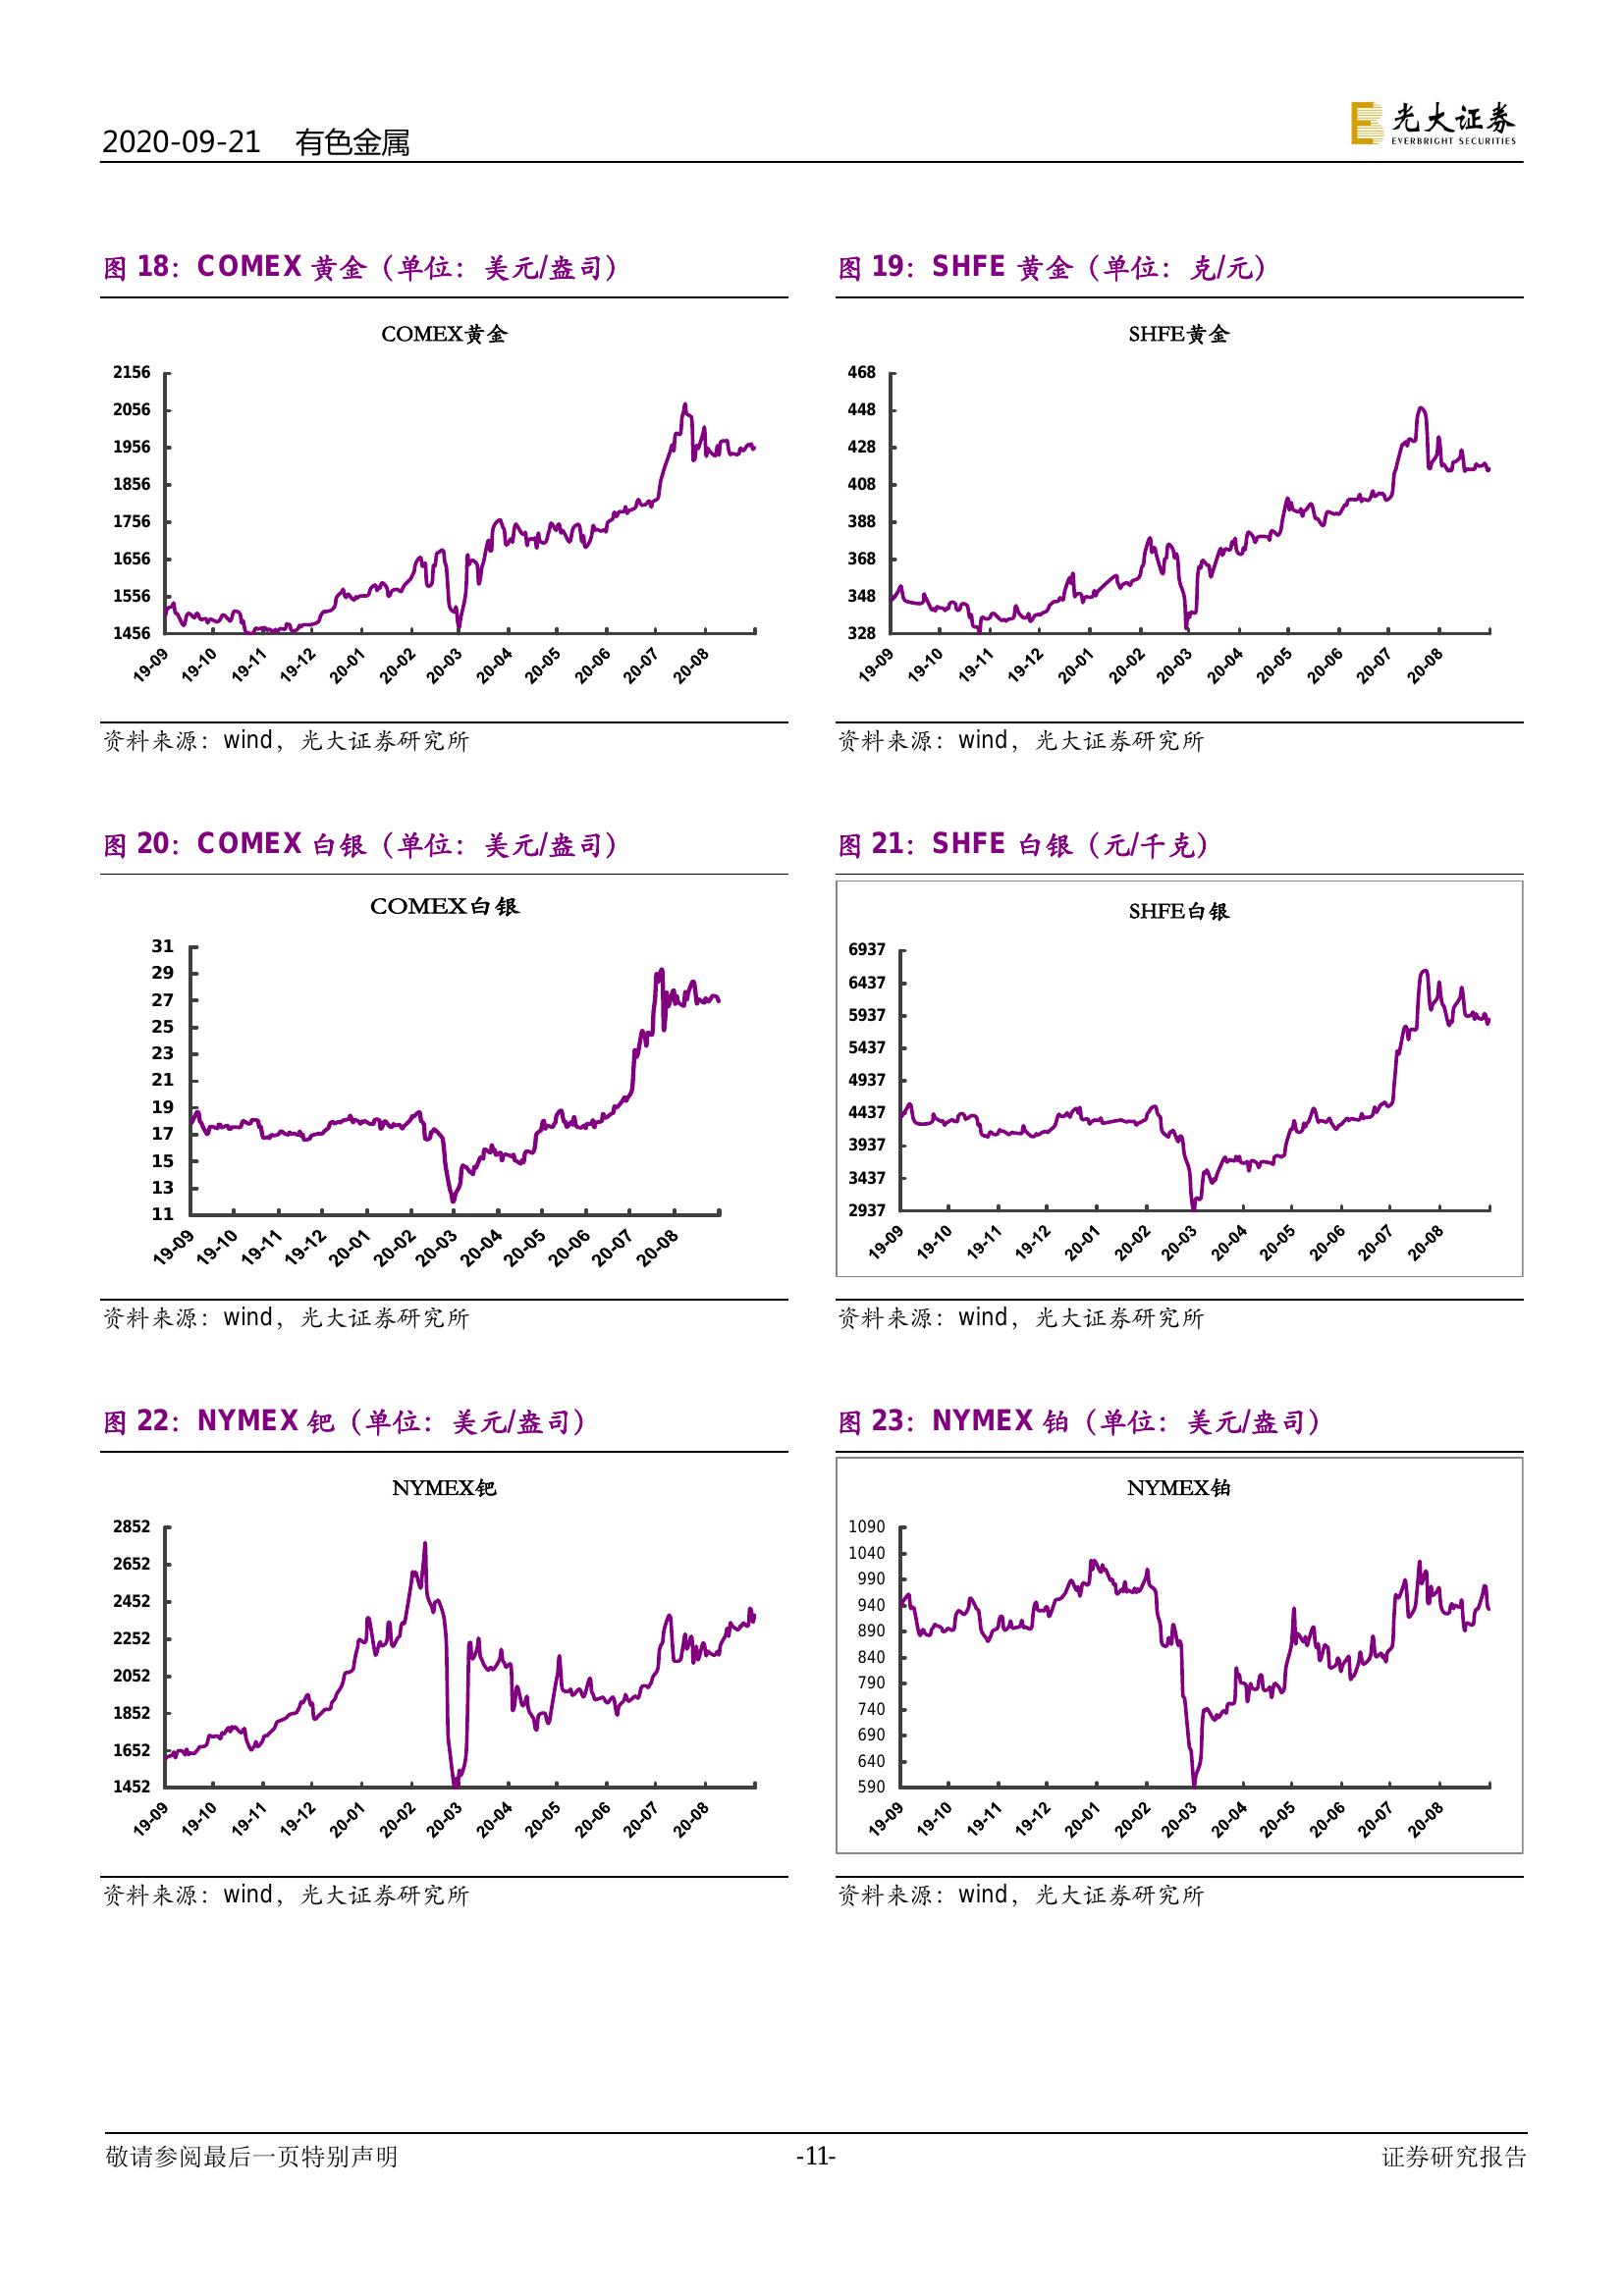 2020-09-21 有色金属
光大证券
EVERBRIGHT SECURITIES
图 18：COMEX 黄金（单位：美元/盎司）
COMEX黄金
2156
2056
1956
1856
1756
1656
1556
1456
19-09 19-10 19-11 19-12 20-01 20-02 20-03 20-04 20-05 20-06 20-07 20-08
资料来源：wind，光大证券研究所
图 19：SHFE 黄金（单位：克/元）
SHFE黄金
468
448
428
408
388
368
348
328
19-09 19-10 19-11 19-12 20-01 20-02 20-03 20-04 20-05 20-06 20-07 20-08
资料来源：wind，光大证券研究所
图 20：COMEX 白银（单位：美元/盎司）
COMEX白银
31
29
27
25
23
21
19
17
15
13
11
19-09 19-10 19-11 19-12 20-01 20-02 20-03 20-04 20-05 20-06 20-07 20-08
资料来源：wind，光大证券研究所
图 21：SHFE 白银（元/千克）
SHFE白银
6937
6437
5937
5437
4937
4437
3937
3437
2937
19-09 19-10 19-11 19-12 20-01 20-02 20-03 20-04 20-05 20-06 20-07 20-08
资料来源：wind，光大证券研究所
图 22：NYMEX 钯（单位：美元/盎司）
NYMEX钯
2852
2652
2452
2252
2052
1852
1652
1452
19-09 19-10 19-11 19-12 20-01 20-02 20-03 20-04 20-05 20-06 20-07 20-08
资料来源：wind，光大证券研究所
图 23：NYMEX 铂（单位：美元/盎司）
NYMEX铂
1090
1040
990
940
890
840
790
740
690
640
590
19-09 19-10 19-11 19-12 20-01 20-02 20-03 20-04 20-05 20-06 20-07 20-08
资料来源：wind，光大证券研究所
敬请参阅最后一页特别声明
-11-
证券研究报告